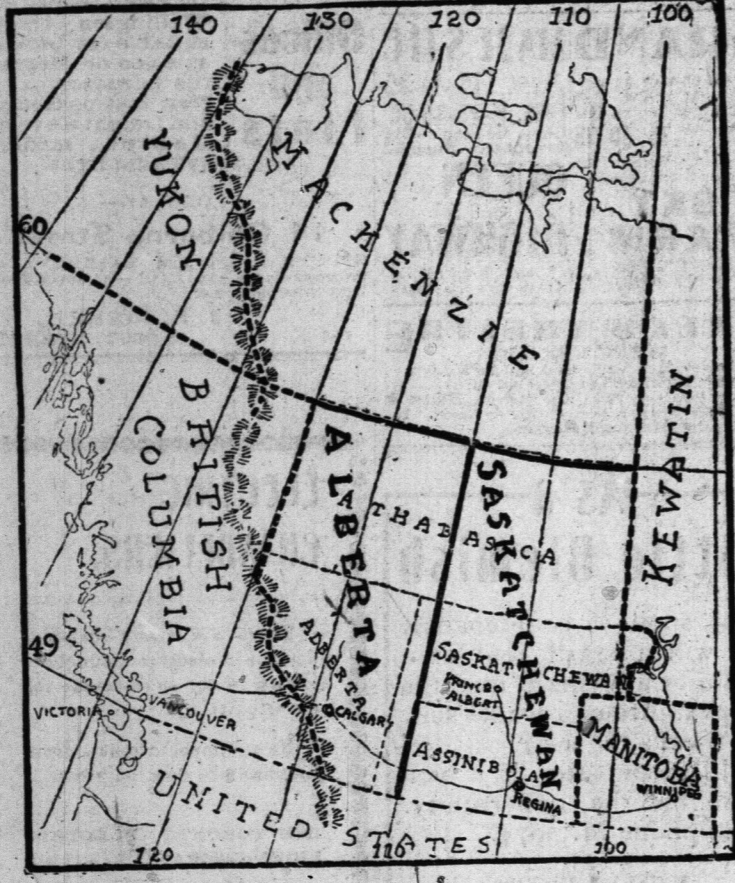 140 130 120 110 100
YUKON
MACKENZIE
60
BRITISH
COLUMBIA
ALBERTA
ATHABASCA
SASKATCHEWAN
KEWATIN
49
ALBERTA
SASKATCHEWAN
PRINCE
ALBERT
VICTORIA
VANCOUVER
CALGARY
ASSINIBOIA
REGINA
MANITOBA
WINNIPEG
UNITED STATES
120 116 100